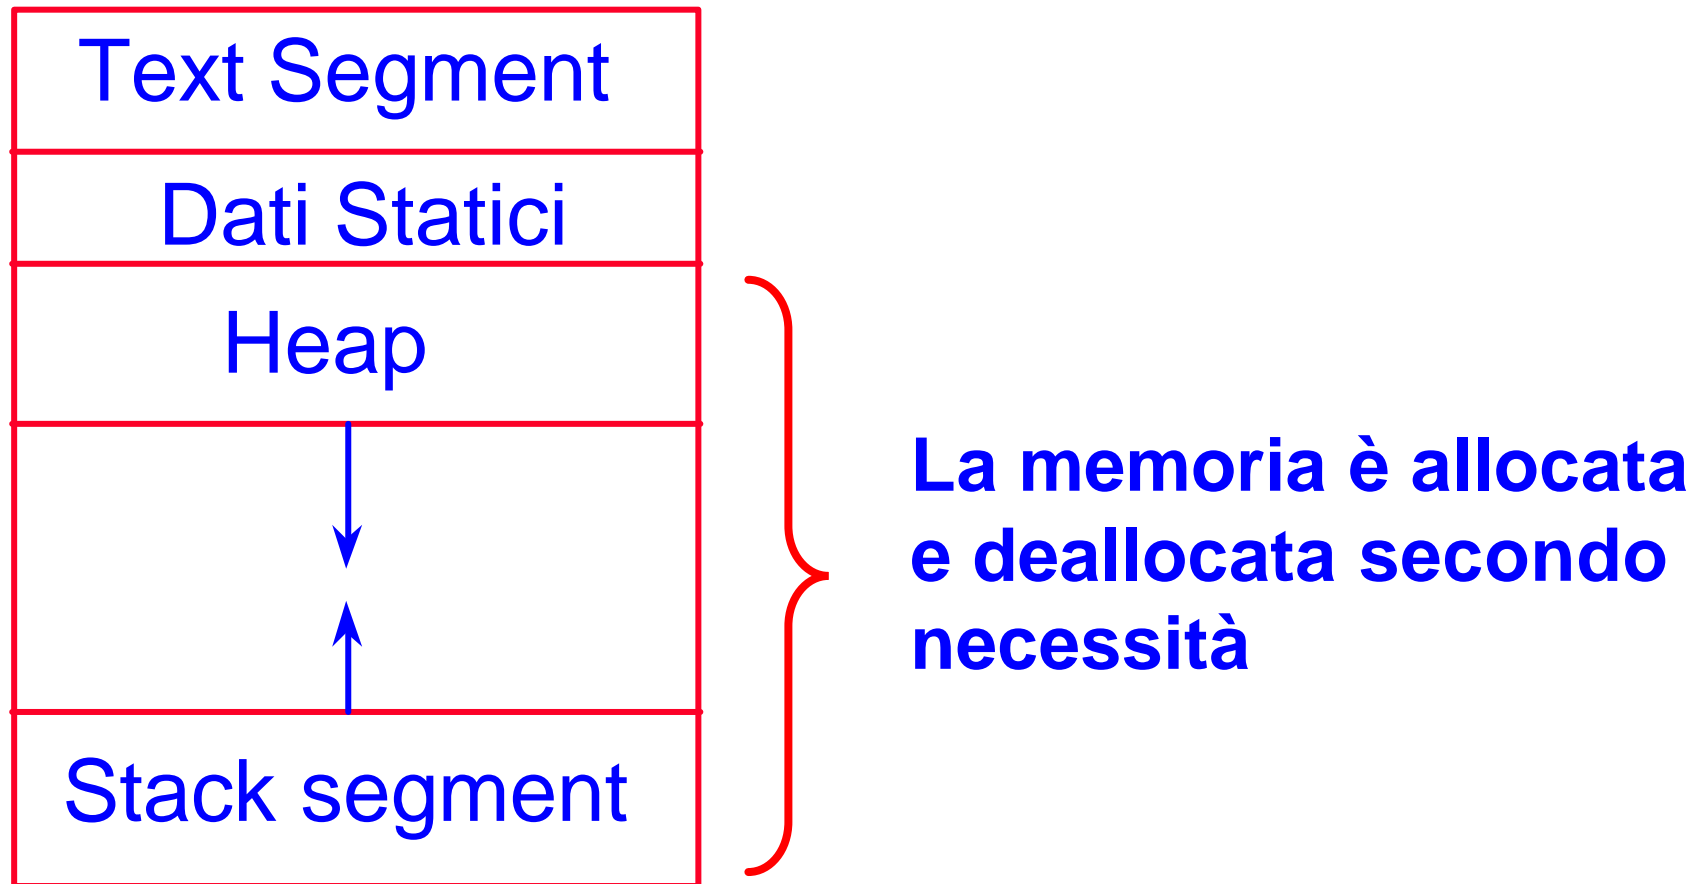 Text Segment
Dati Statici
Heap
La memoria è allocata
e deallocata secondo
necessità
Stack segment